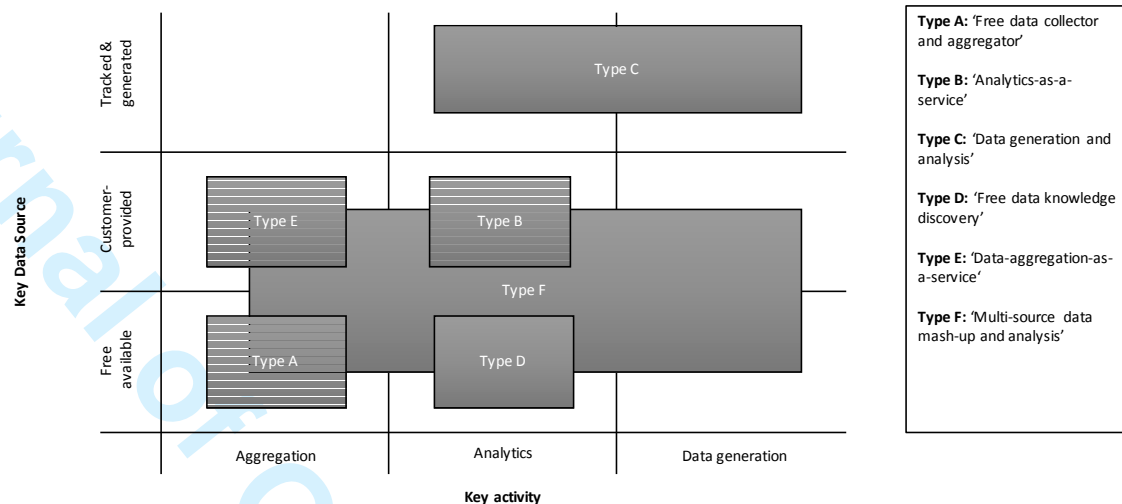 Tracked &
generated
Type C
Key Data Source
Customer-
provided
Type E
Type B
Type F
Free
available
Type A
Type D
Aggregation
Analytics
Data generation
Key activity
Type A: ‘Free data collector
and aggregator’
Type B: ‘Analytics-as-a-
service’
Type C: ‘Data generation and
analysis’
Type D: ‘Free data knowledge
discovery’
Type E: ‘Data-aggregation-as-
a-service‘
Type F: ‘Multi-source data
mash-up and analysis’
rnal of